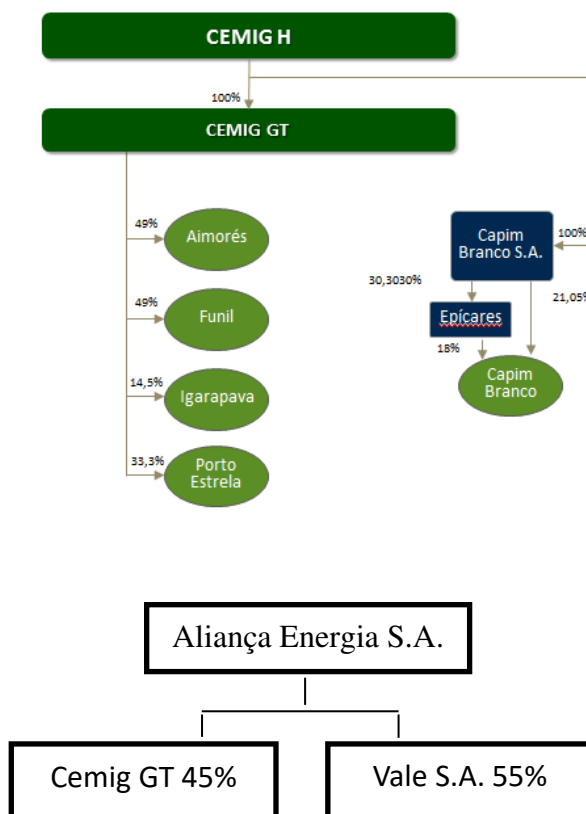 CEMIG H
100%
CEMIG GT
49%
Aimorés
49%
Funil
14,5%
Igarapava
33,3%
Porto
Estrela
Capim
Branco S.A.
100%
30,3030%
21,05%
Epícares
18%
Capim
Branco
Aliança Energia S.A.
Cemig GT 45%
Vale S.A. 55%